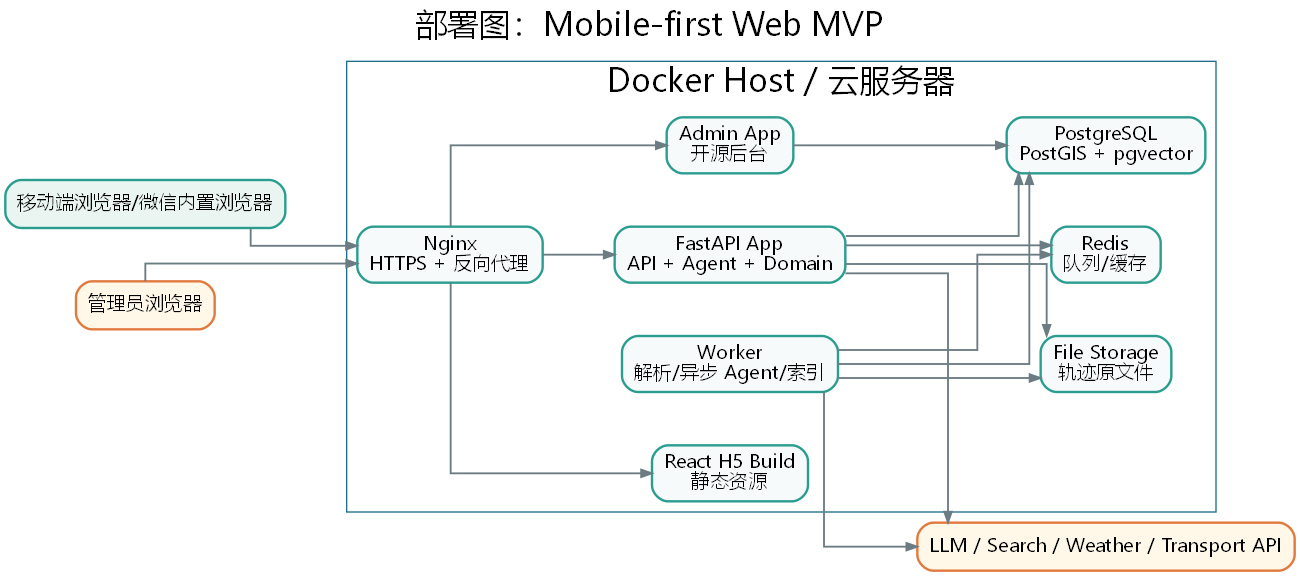 部署图：Mobile-first Web MVP
Docker Host / 云服务器
Admin App
开源后台
PostgreSQL
PostGIS + pgvector
移动端浏览器/微信内置浏览器
Nginx
HTTPS + 反向代理
FastAPI App
API + Agent + Domain
Redis
队列/缓存
管理员浏览器
Worker
解析/异步 Agent/索引
File Storage
轨迹原文件
React H5 Build
静态资源
LLM / Search / Weather / Transport API